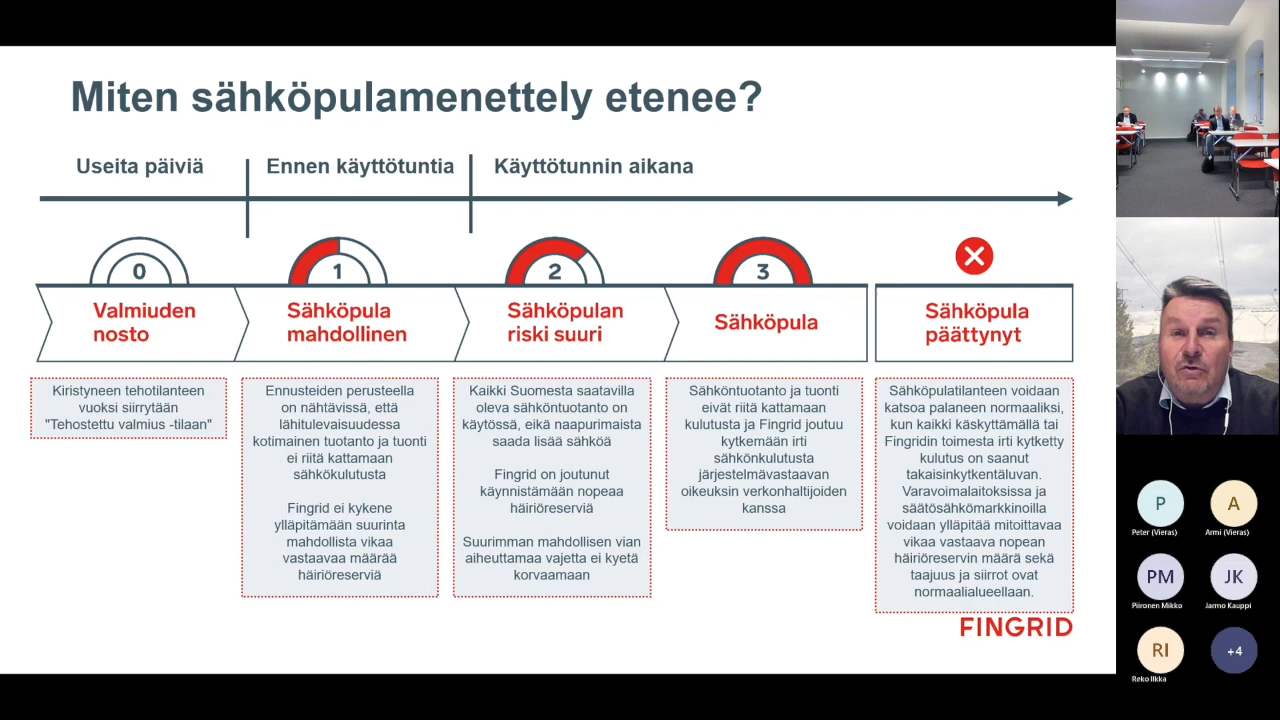 Miten sähköpulamenettely etenee?
Useita päiviä
Ennen käyttötuntia
Käyttötunnin aikana
0
1
2
3
Valmiuden
nosto
Sähköpula
mahdollinen
Sähköpulan
riski suuri
Sähköpula
Sähköpula
päättynyt
Kiristyneen tehotilanteen
vuoksi siirrytään
"Tehostettu valmius -tilaan"
Ennusteiden perusteella
on nähtävissä, että
lähitulevaisuudessa
kotimainen tuotanto ja tuonti
ei riitä kattamaan
sähkökulutusta
Fingrid ei kykene
ylläpitämään suurinta
mahdollista vikaa
vastaavaa määrää
häiriöreserviä
Kaikki Suomesta saatavilla
oleva sähköntuotanto on
käytössä, eikä naapurimaista
saada lisää sähköä
Fingrid on joutunut
käynnistämään nopeaa
häiriöreserviä
Suurimman mahdollisen vian
aiheuttamaa vajetta ei kyetä
korvaamaan
Sähköntuotanto ja tuonti
eivät riitä kattamaan
kulutusta ja Fingrid joutuu
kytkemään irti
sähkönkulutusta
järjestelmävastaavan
oikeuksin verkonhaltijoiden
kanssa
Sähköpulatilanteen voidaan
katsoa palaneen normaaliksi,
kun kaikki käskyttämällä tai
Fingridin toimesta irti kytketty
kulutus on saanut
takaisinkytkentäluvan.
Varavoimalaitoksissa ja
säätösähkömarkkinoilla
voidaan ylläpitää mitoittavaa
vikaa vastaava nopean
häiriöreservin määrä sekä
taajuus ja siirrot ovat
normaalialueellaan.
FINGRID
P
Peter (Vieras)
A
Armi (Vieras)
PM
Piironen Mikko
JK
Jarmo Kauppi
RI
Reko Ilkka
+4